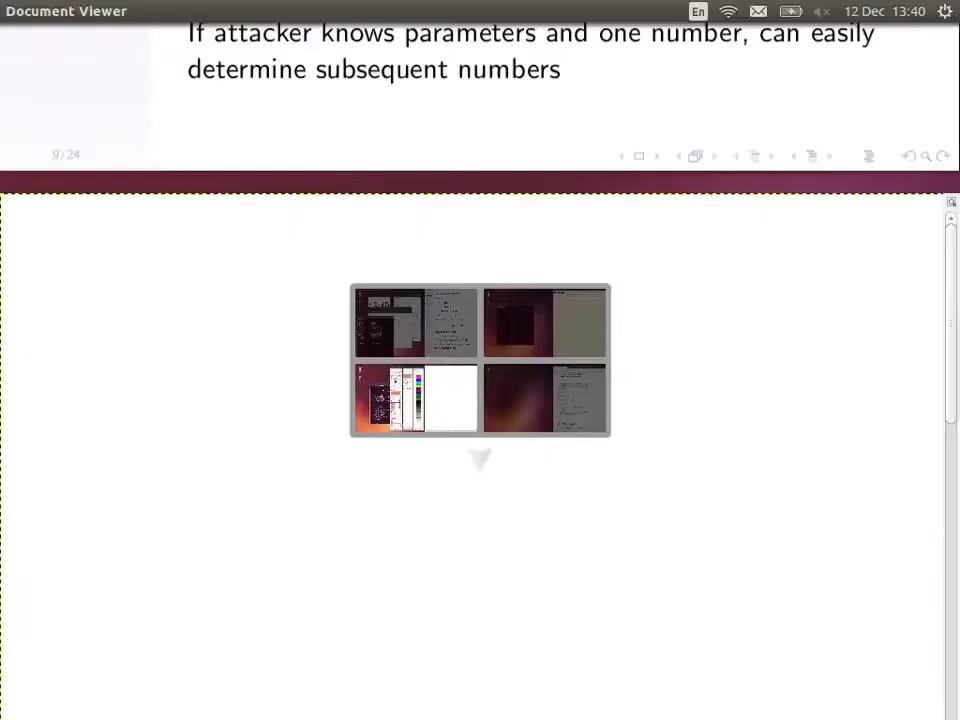 Document Viewer
En
12 Dec 13:40
If attacker knows parameters and one number, can easily
determine subsequent numbers
9/24